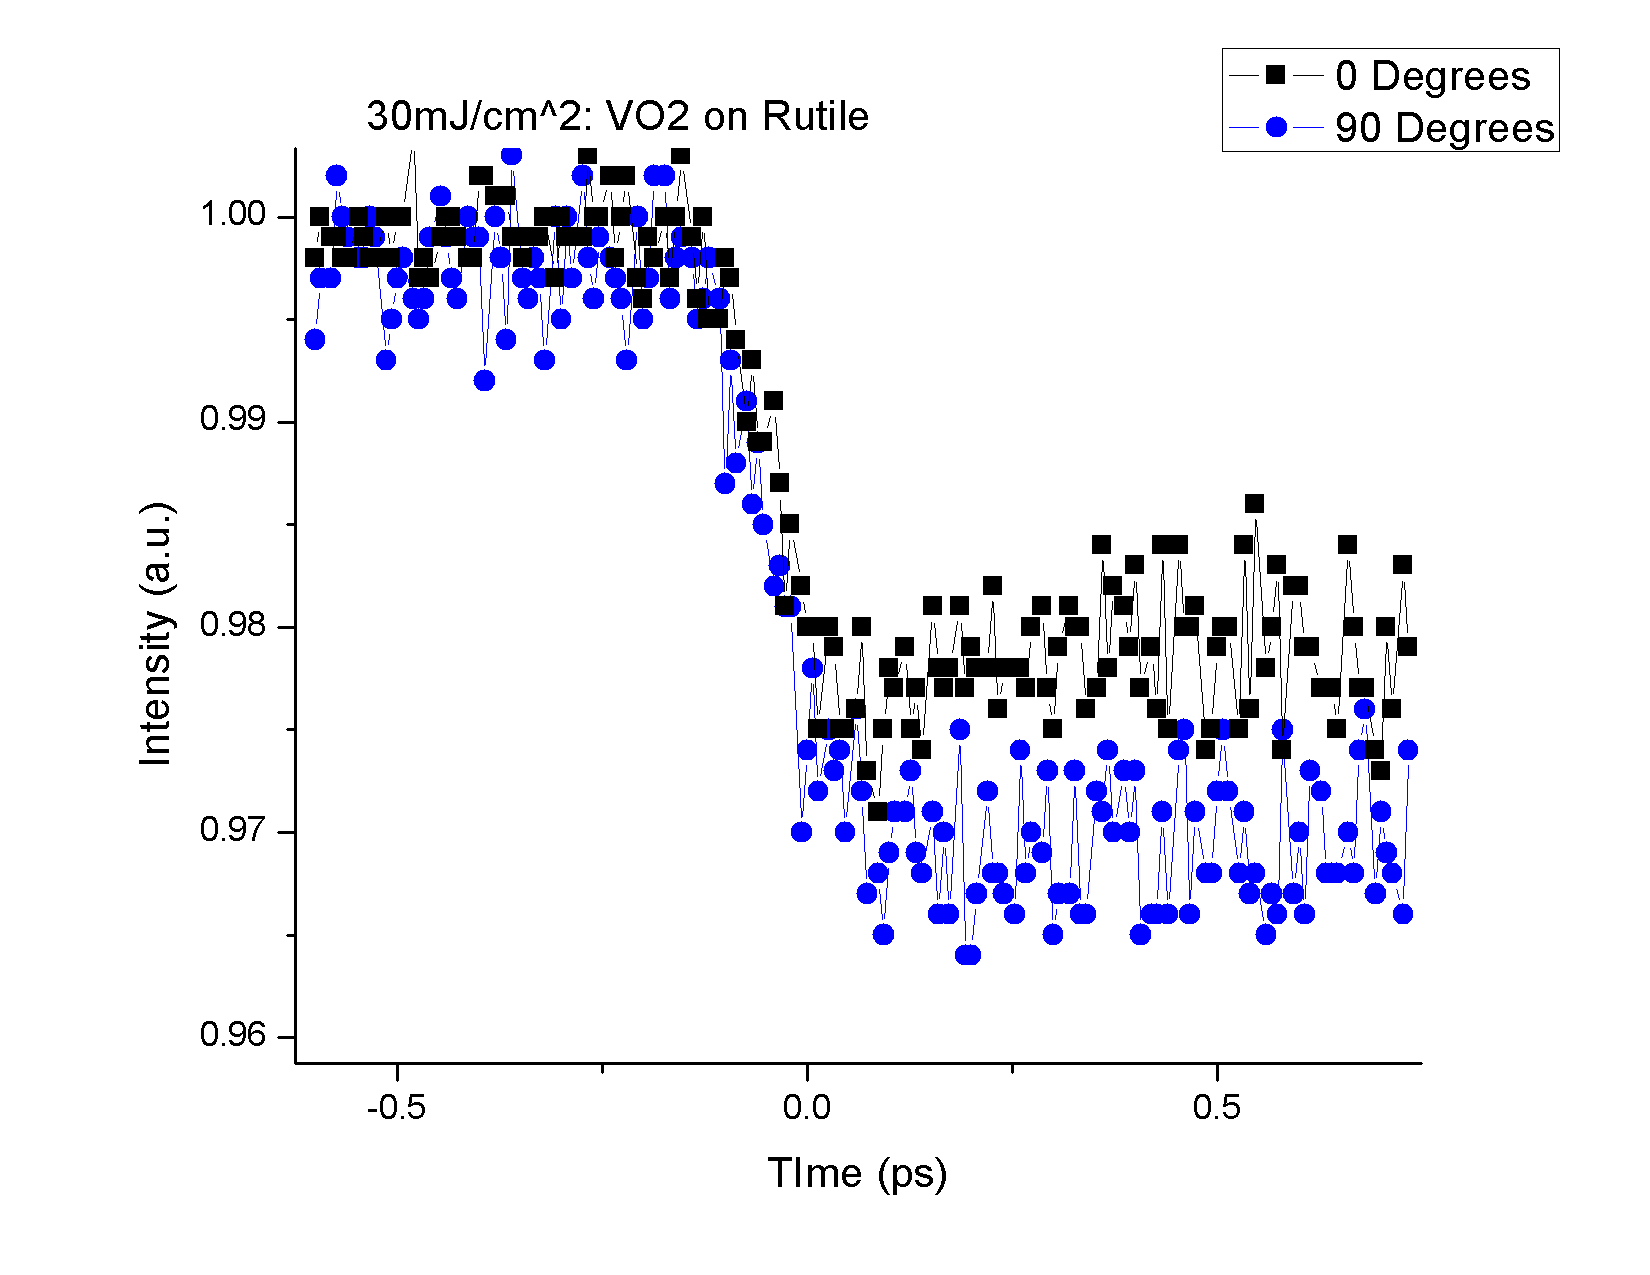 0 Degrees
90 Degrees
30mJ/cm^2: VO2 on Rutile
1.00
0.99
0.98
0.97
0.96
Intensity (a.u.)
-0.5
0.0
0.5
TIme (ps)